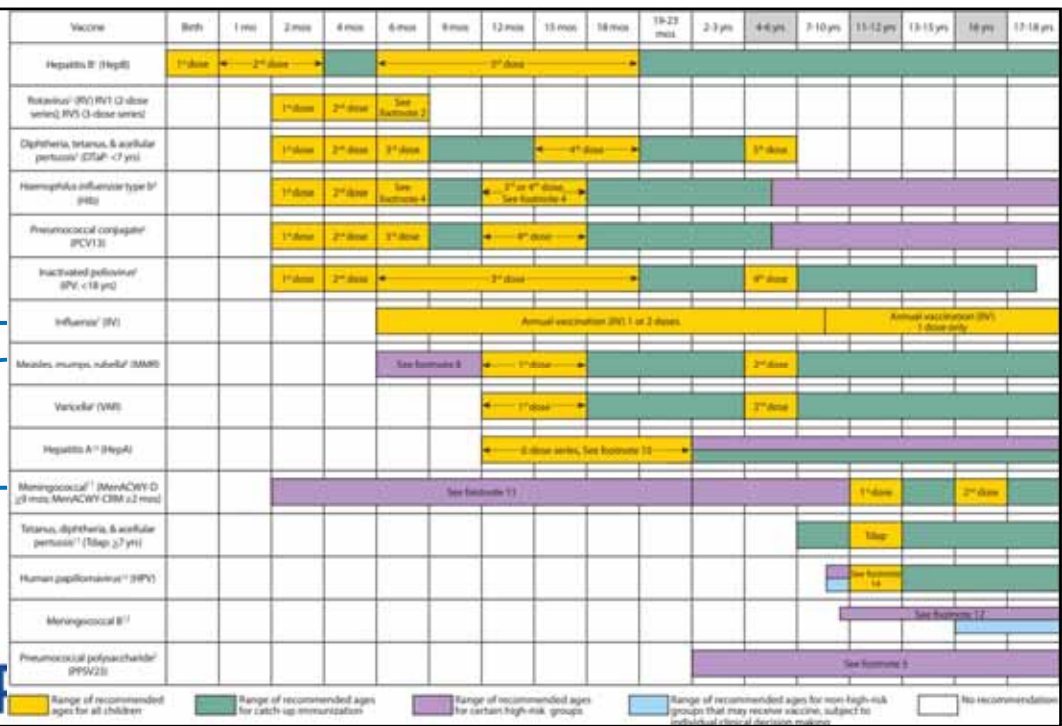 Vaccine Birth 1 mo 2 mos 4 mos 6 mos 9 mos 12 mos 15 mos 18 mos 19-23 mos 2-3 yrs 4-6 yrs 7-10 yrs 11-12 yrs 13-15 yrs 16 yrs 17-18 yrs
Hepatitis B (HepB) 1st dose 2nd dose 3rd dose
Rotavirus (RV) RV1 (2-dose
series); RV5 (3-dose series) 1st dose 2nd dose See footnote 2
Diphtheria, tetanus, & acellular
pertussis (DTaP: <7 yrs) 1st dose 2nd dose 3rd dose 4th dose 5th dose
Haemophilus influenzae type b
(Hib) 1st dose 2nd dose See footnote 4 3rd or 4th dose, See footnote 4
Pneumococcal conjugate
(PCV13) 1st dose 2nd dose 3rd dose 4th dose
Inactivated poliovirus
(IPV: <18 yrs) 1st dose 2nd dose 3rd dose 4th dose
Influenza (IIV) Annual vaccination (IIV) 1 or 2 doses Annual vaccination (IIV) 1 dose only
Measles, mumps, rubella (MMR) See footnote 8 1st dose 2nd dose
Varicella (VAR) 1st dose 2nd dose
Hepatitis A (HepA) 2-dose series, See footnote 10
Meningococcal (MenACWY-D
≥9 mos; MenACWY-CRM ≥2 mos) See footnote 11 1st dose 2nd dose
Tetanus, diphtheria, & acellular
pertussis (Tdap: ≥7 yrs) Tdap
Human papillomavirus (HPV) See footnote 14
Meningococcal B See footnote 12
Pneumococcal polysaccharide
(PPSV23) See footnote 5
Range of recommended ages for all children
Range of recommended ages for catch-up immunization
Range of recommended ages for certain high-risk groups
Range of recommended ages for non-high-risk groups that may receive vaccine, subject to individual clinical decision making
No recommendation